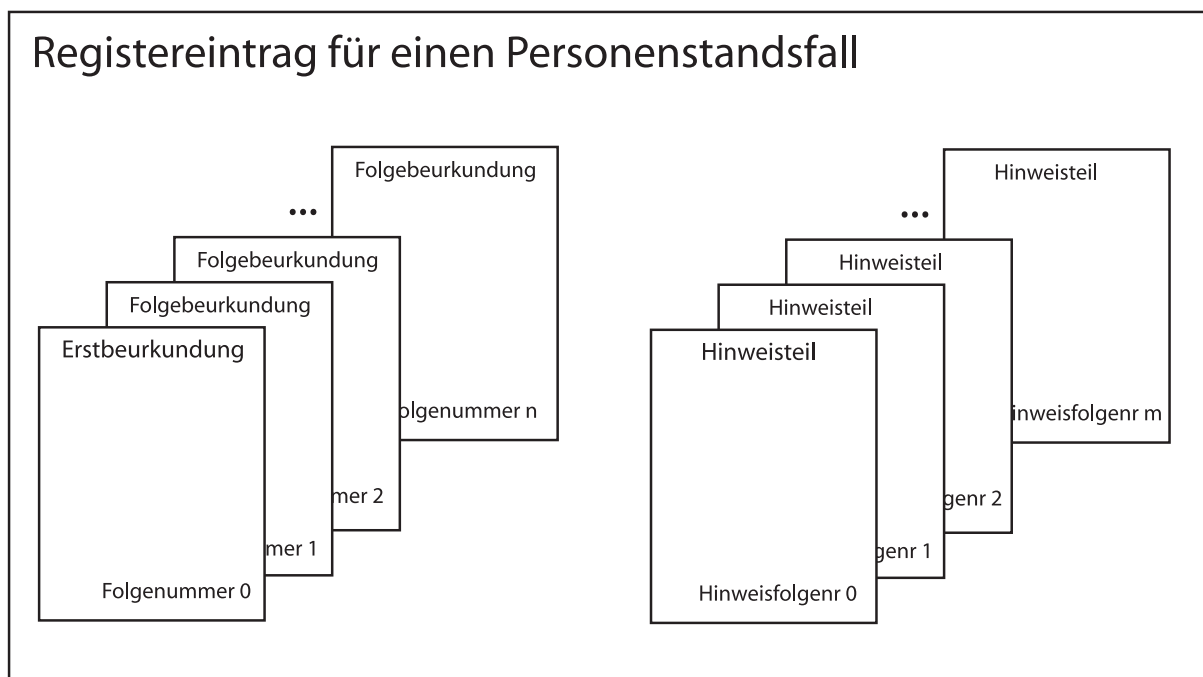 Registereintrag für einen Personenstandsfall
Folgebeurkundung
...
Folgebeurkundung
Folgebeurkundung
Erstbeurkundung
olgenummer n
mer 2
mer 1
Folgenummer 0
Hinweisteil
...
Hinweisteil
Hinweisteil
Hinweisteil
inweisfolgenr m
genr 2
genr 1
Hinweisfolgenr 0